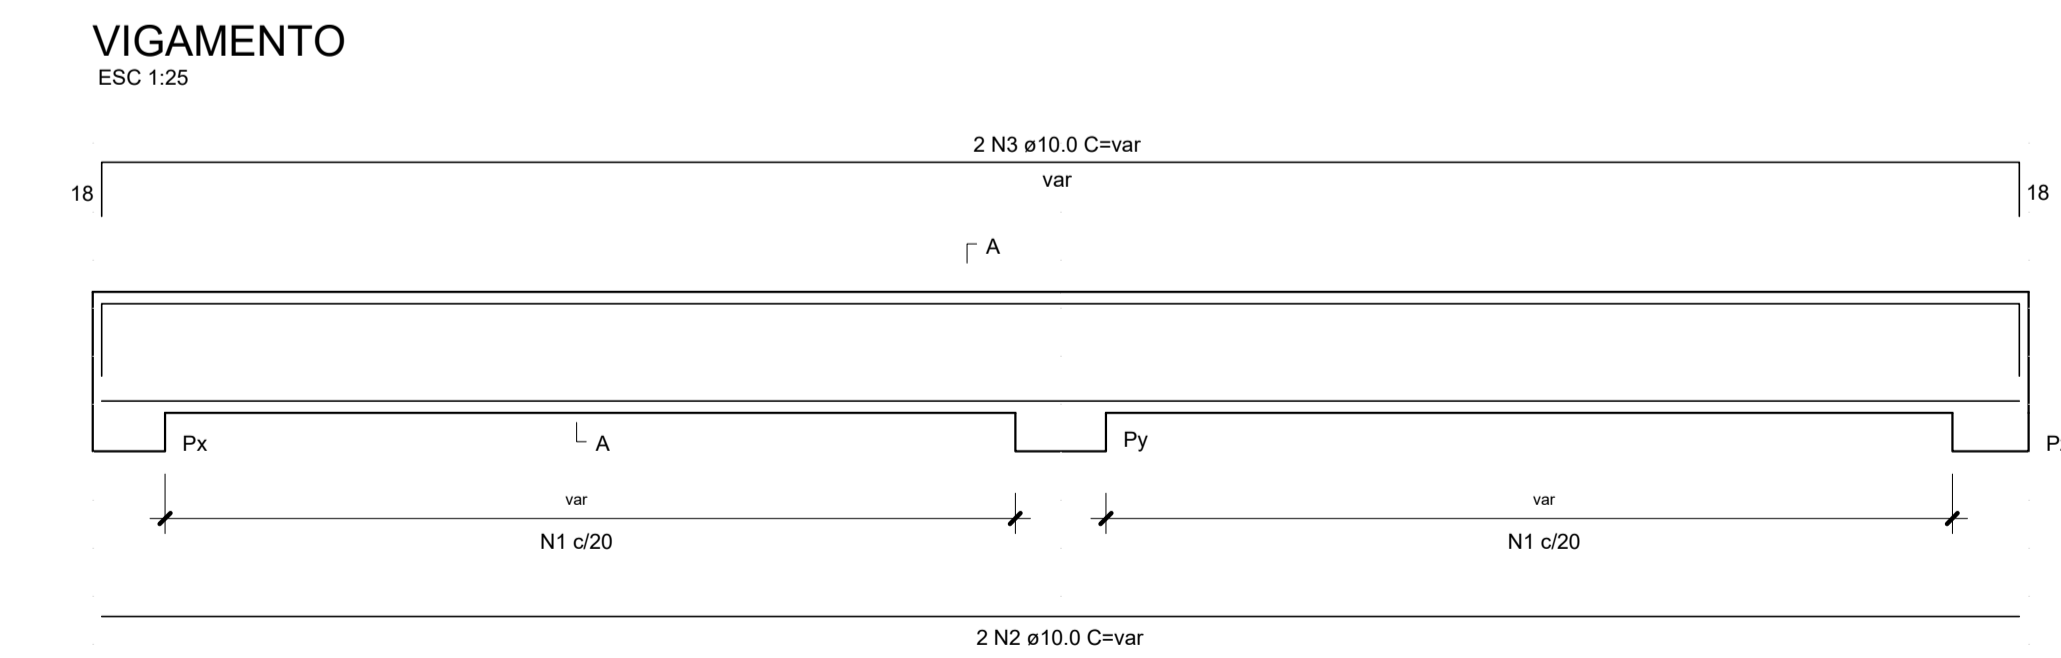 VIGAMENTO
ESC 1:25
2 N3 ø10.0 C=var
var
18
18
A
Px
A
Py
var
var
N1 c/20
N1 c/20
2 N2 ø10.0 C=var